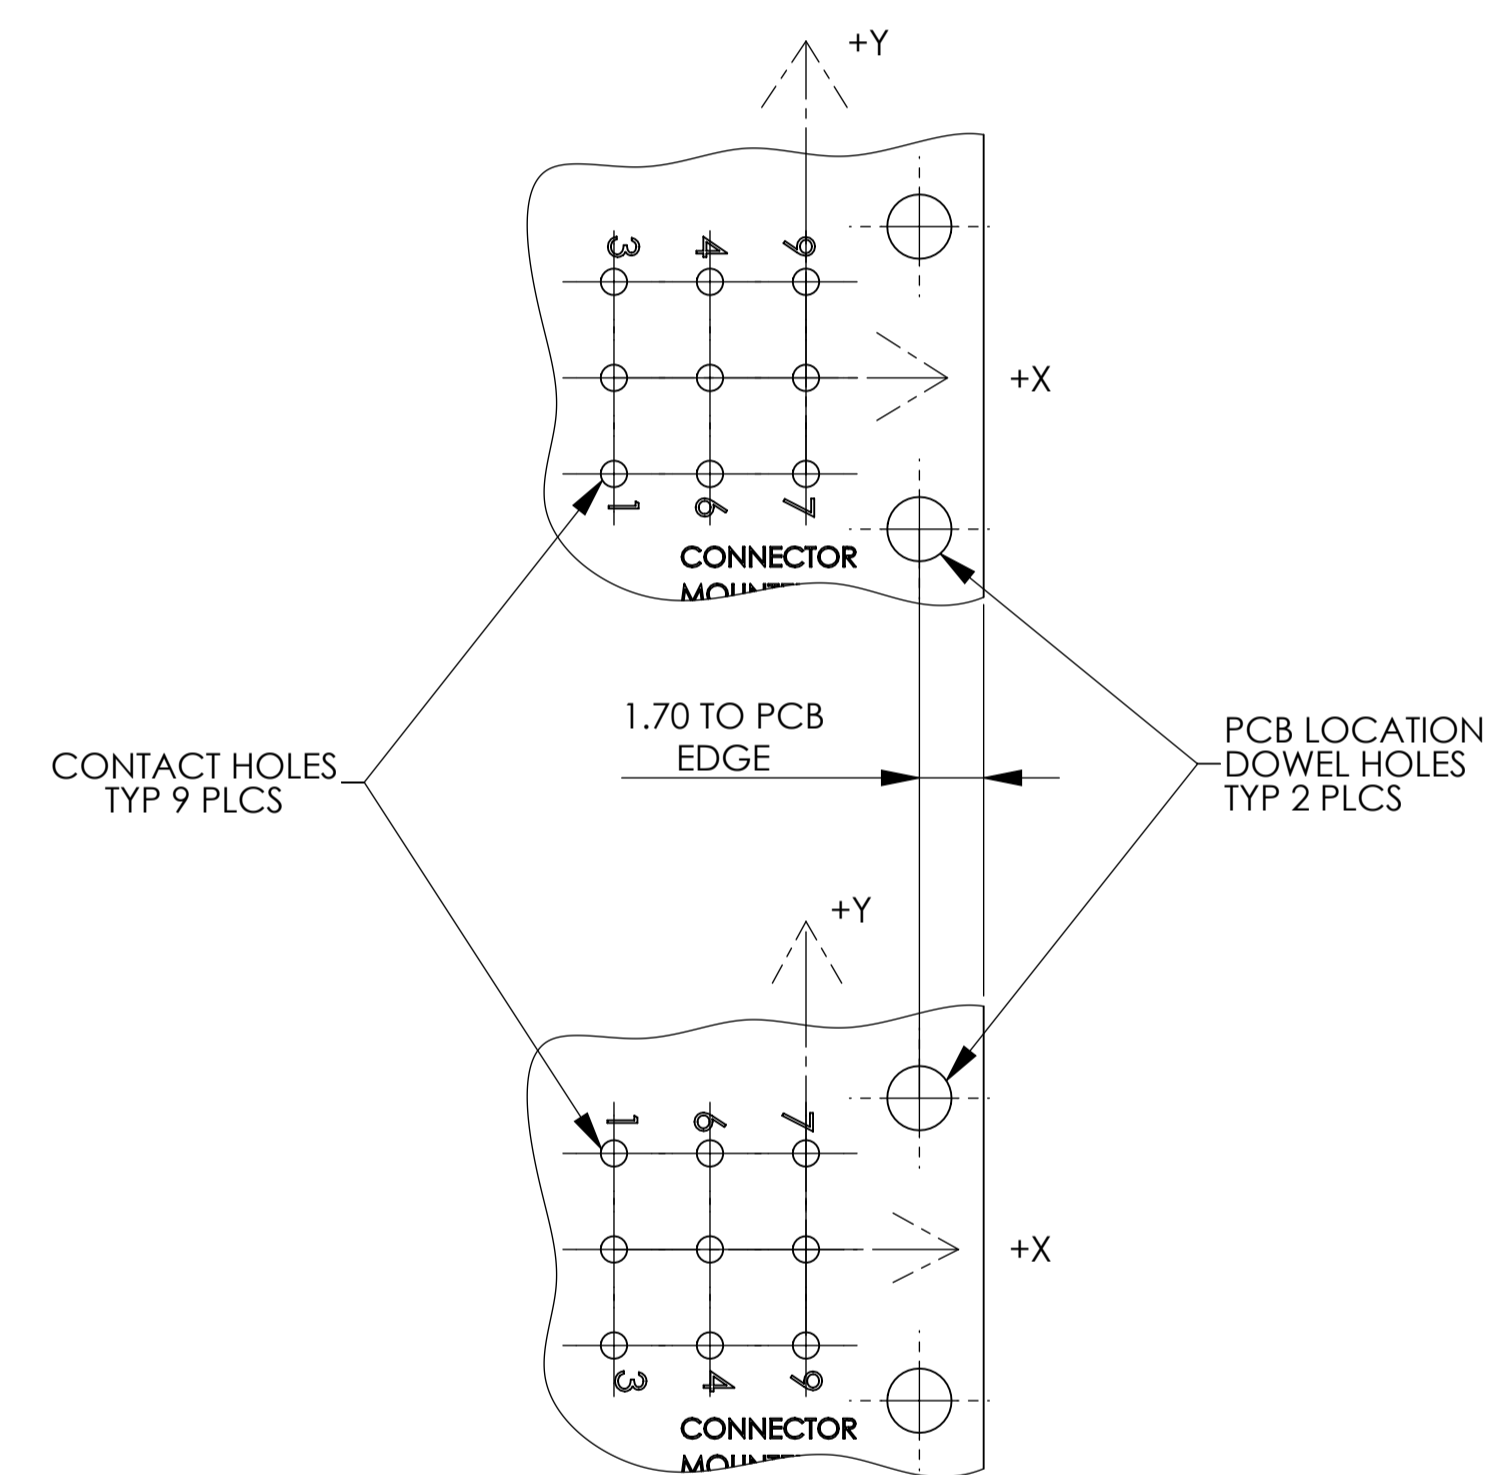 +Y
3 4 9
+X
1 6 7
CONNECTOR
1.70 TO PCB
EDGE
CONTACT HOLES
TYP 9 PLCS
PCB LOCATION
DOWEL HOLES
TYP 2 PLCS
+Y
1 6 7
+X
3 4 9
CONNECTOR